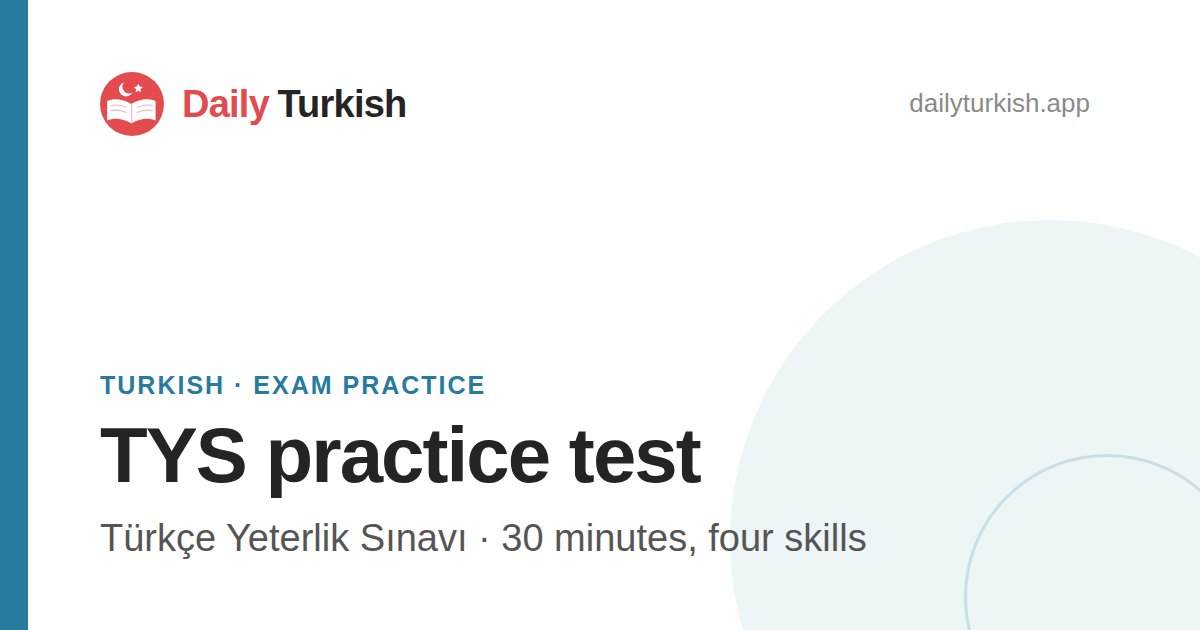 Daily Turkish
dailyturkish.app
TURKISH · EXAM PRACTICE
TYS practice test
Türkçe Yeterlik Sınavı · 30 minutes, four skills